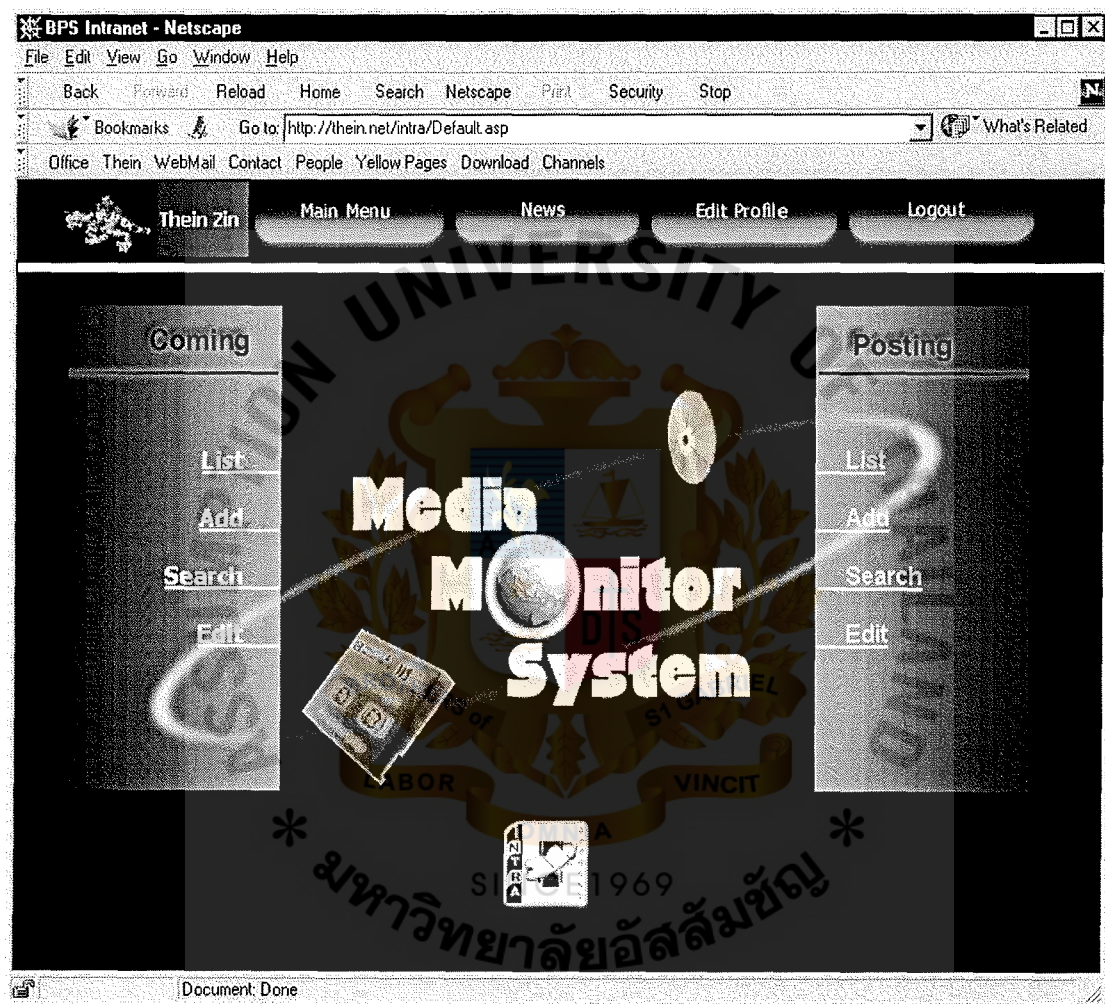 BPS Intranet - Netscape
File Edit View Go Window Help
Back Forward Reload Home Search Netscape Print Security Stop N
Bookmarks Go to: http://thein.net/intra/Default.asp What's Related
Office Thein WebMail Contact People Yellow Pages Download Channels
Thein Zin Main Menu News Edit Profile Logout
Coming
List
Add
Search
Edit
Media
Monitor
System
Posting
List
Add
Search
Edit
INTRA
LABOR
OMNIA
VINCIT
DIS
ST GABRIEL
SINCE 1969
* มหาวิทยาลัยอัสสัมชัญ *
Document: Done